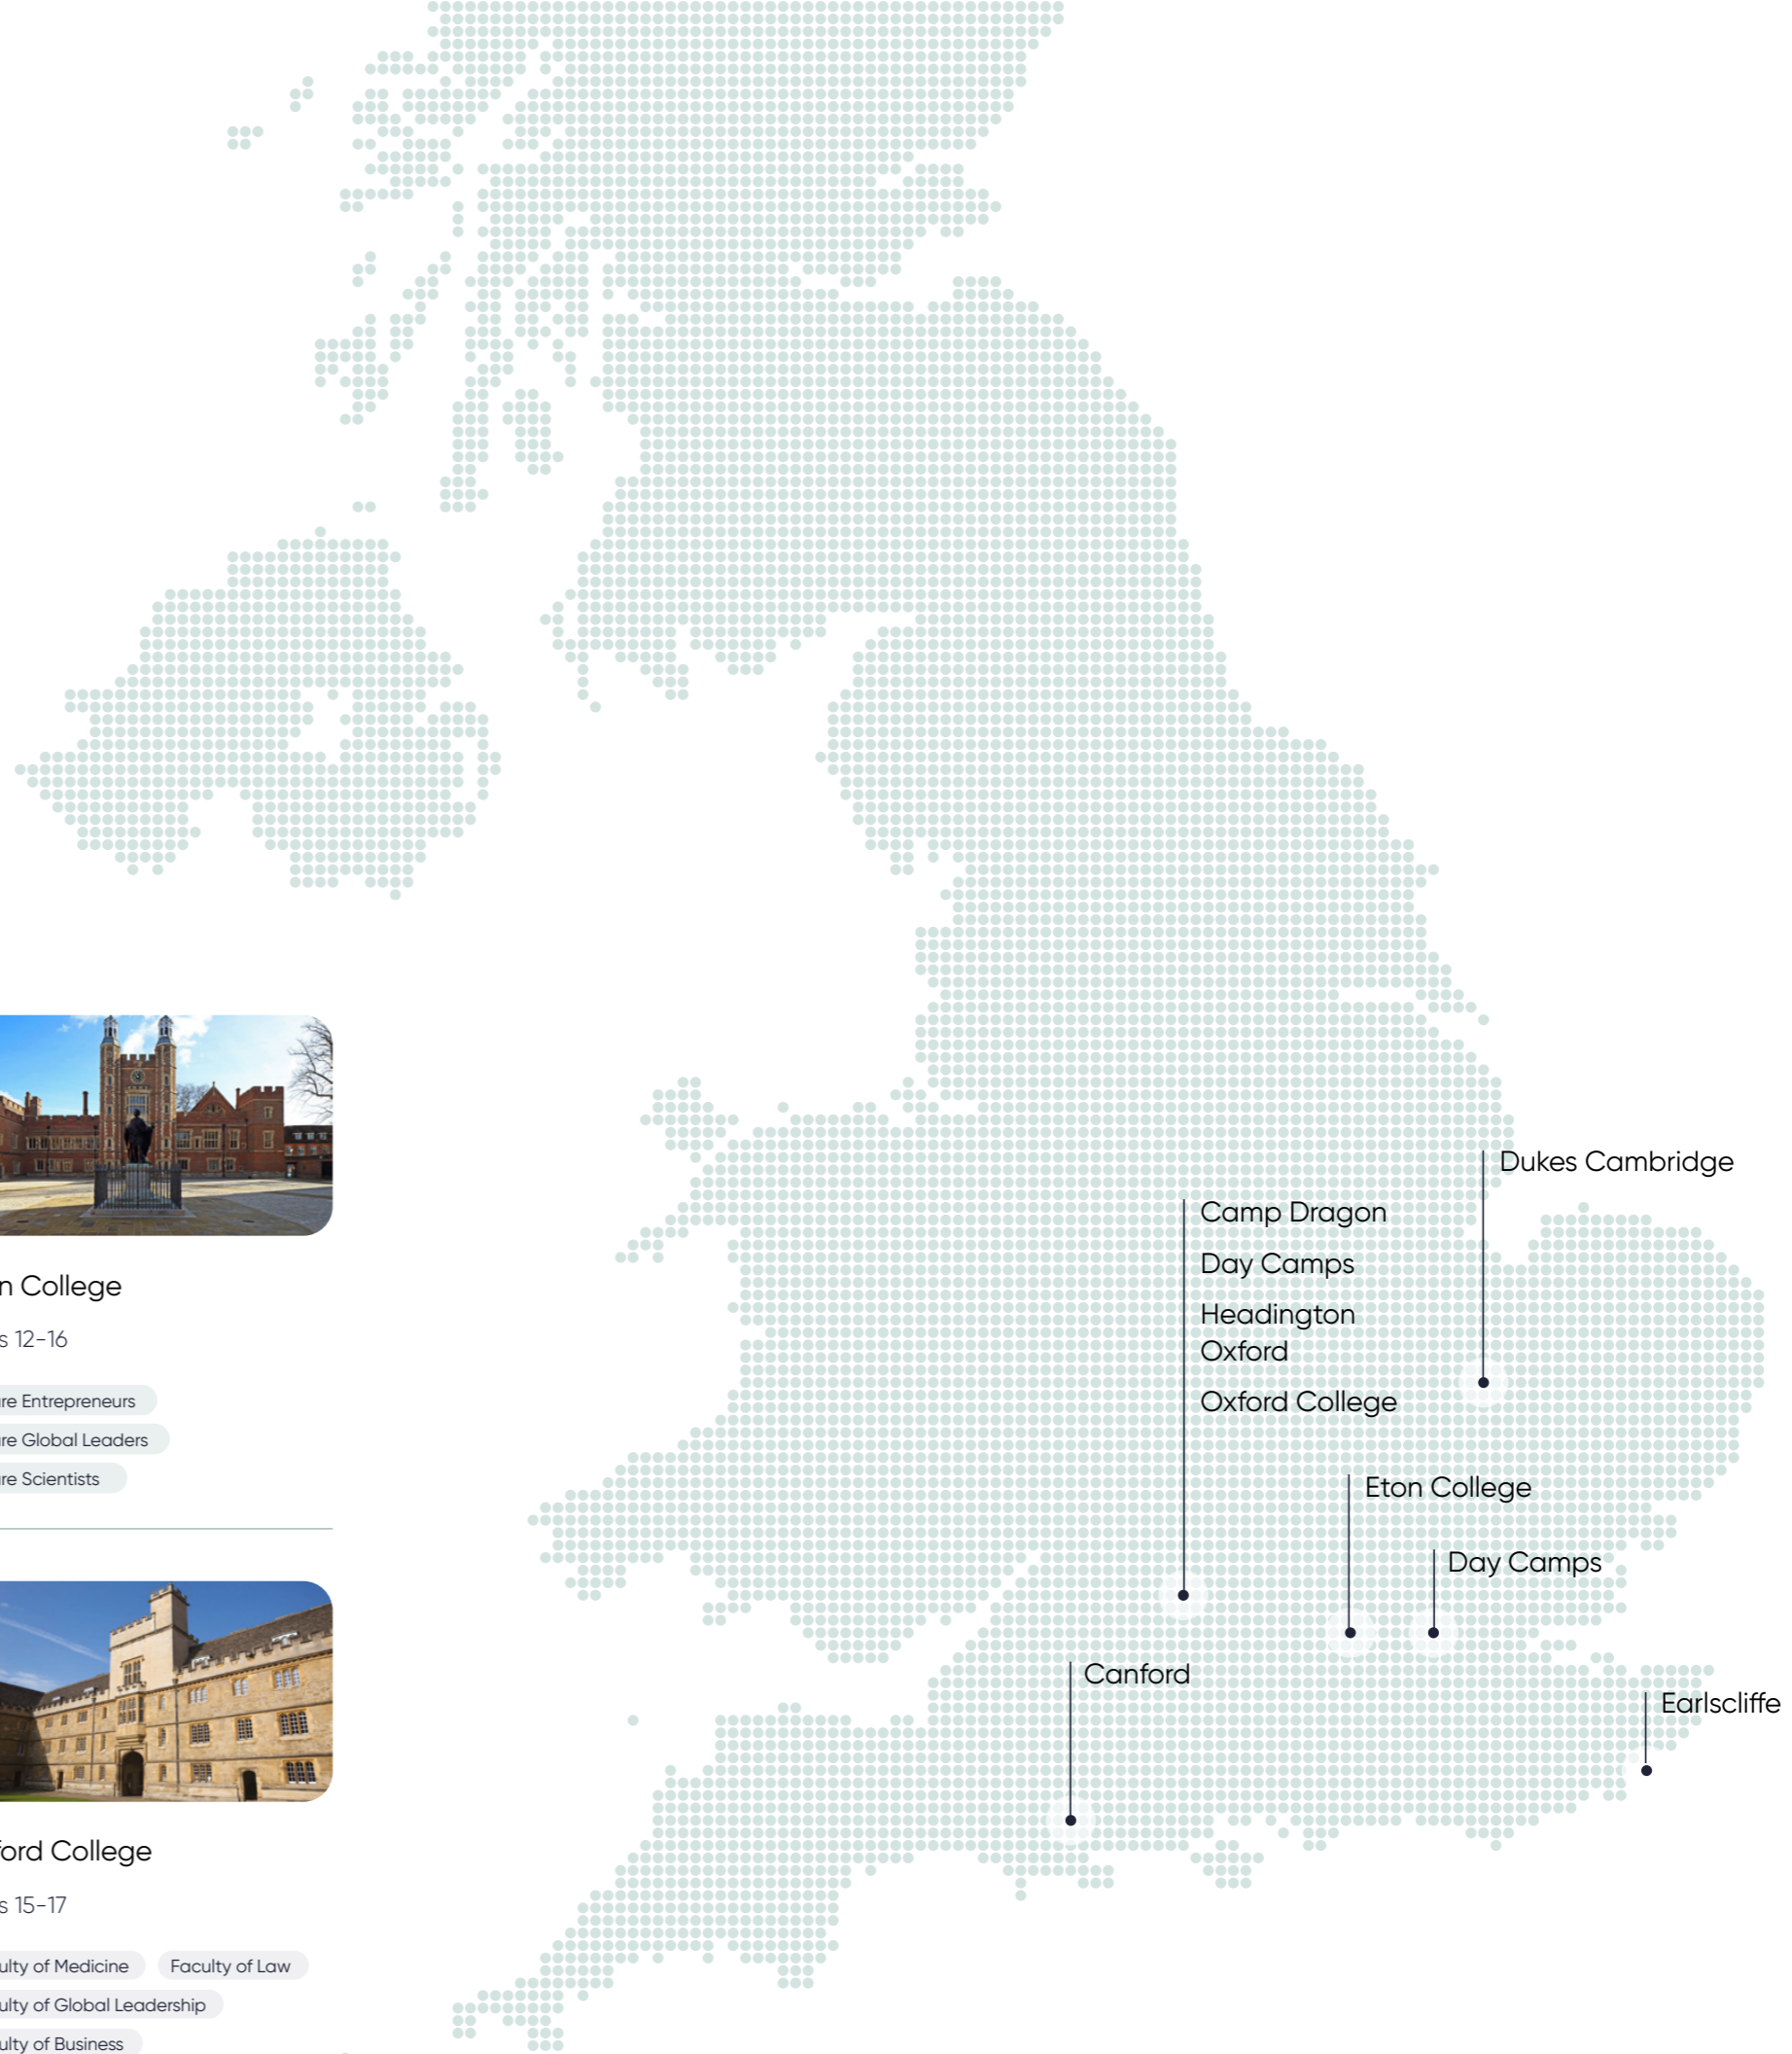 n College
s 12-16
re Entrepreneurs
re Global Leaders
re Scientists
ord College
s 15-17
ulty of Medicine
Faculty of Law
ulty of Global Leadership
ulty of Business
Dukes Cambridge
Camp Dragon
Day Camps
Headington
Oxford
Oxford College
Eton College
Day Camps
Canford
Earlscliffe